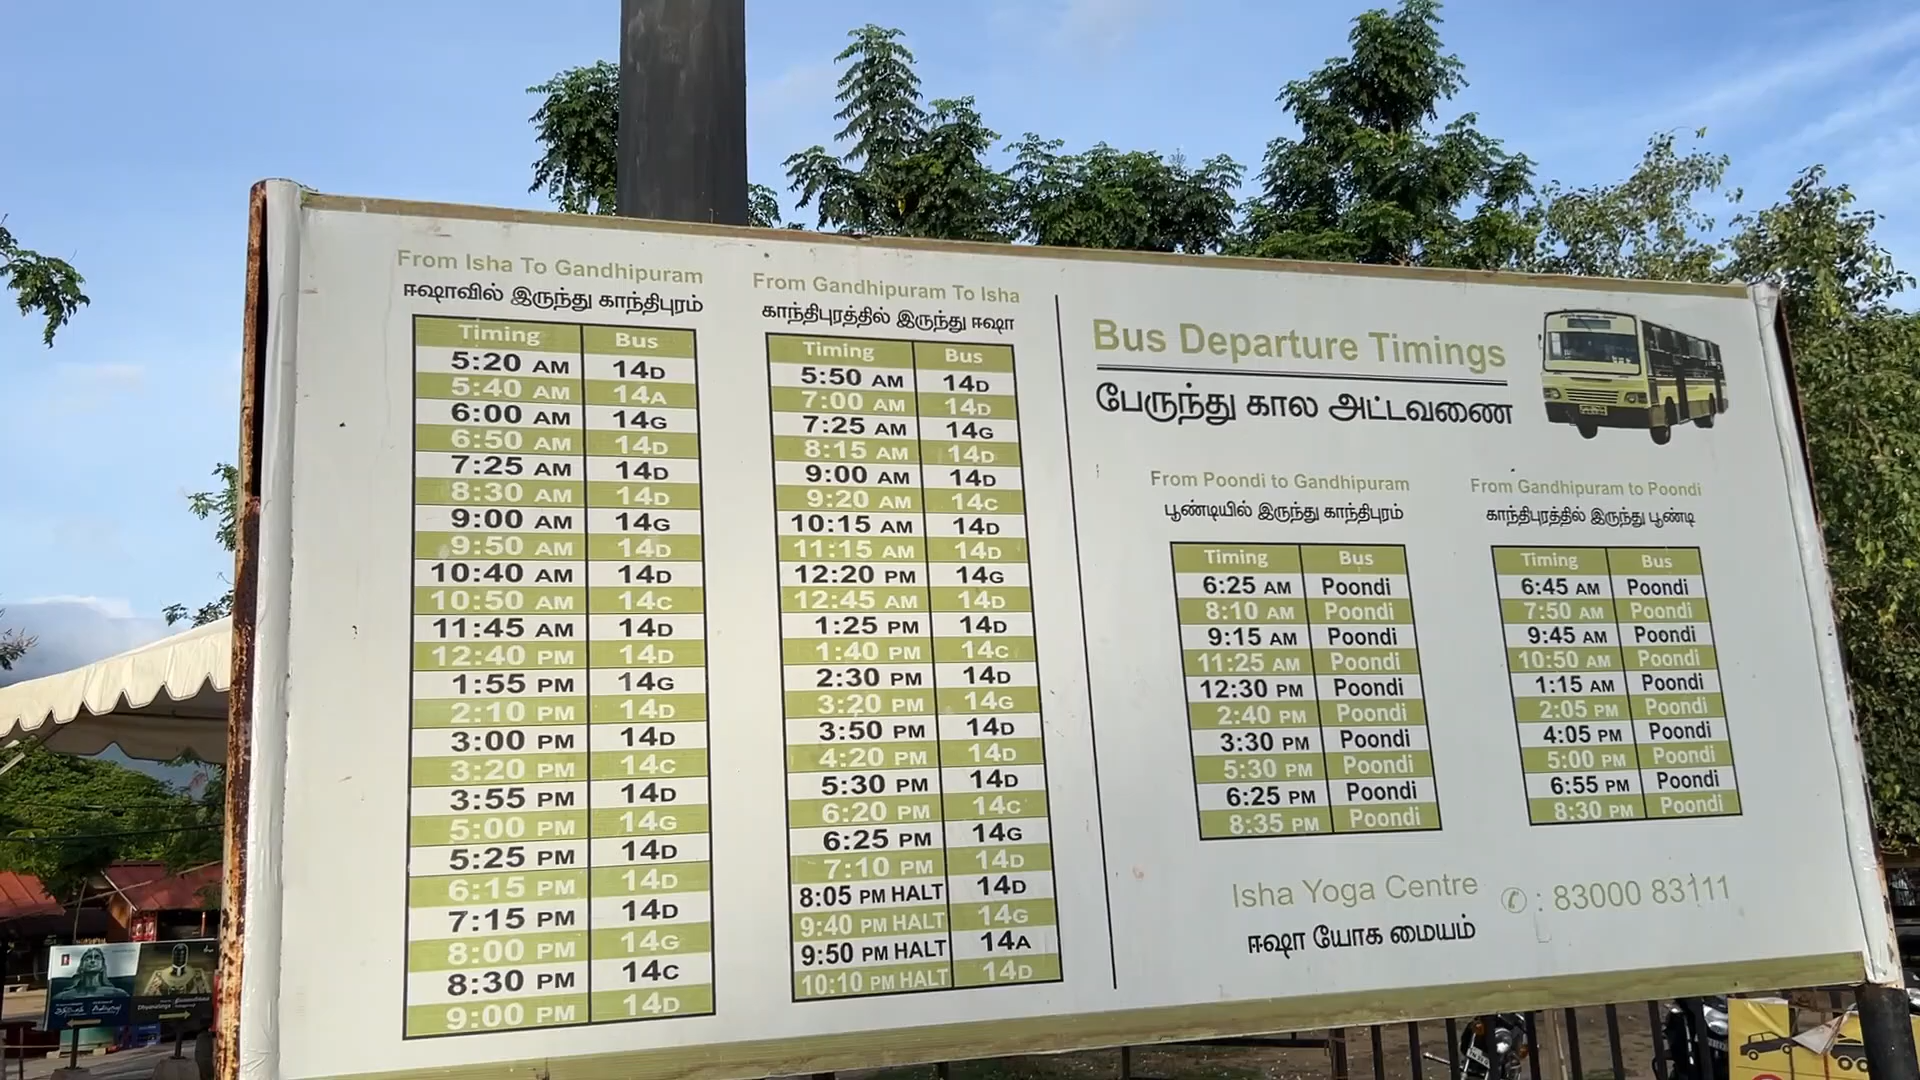 From Isha To Gandhipuram
ஈஷாவில் இருந்து காந்திபுரம்
Timing Bus
5:20 AM 14D
5:40 AM 14A
6:00 AM 14G
6:50 AM 14D
7:25 AM 14D
8:30 AM 14D
9:00 AM 14G
9:50 AM 14D
10:40 AM 14D
10:50 AM 14C
11:45 AM 14D
12:40 PM 14D
1:55 PM 14G
2:10 PM 14D
3:00 PM 14D
3:20 PM 14C
3:55 PM 14D
5:00 PM 14G
5:25 PM 14D
6:15 PM 14D
7:15 PM 14D
8:00 PM 14G
8:30 PM 14C
9:00 PM 14D
From Gandhipuram To Isha
காந்திபுரத்தில் இருந்து ஈஷா
Timing Bus
5:50 AM 14D
7:00 AM 14D
7:25 AM 14G
8:15 AM 14D
9:00 AM 14D
9:20 AM 14C
10:15 AM 14D
11:15 AM 14D
12:20 PM 14G
12:45 AM 14D
1:25 PM 14D
1:40 PM 14C
2:30 PM 14D
3:20 PM 14G
3:50 PM 14D
4:20 PM 14D
5:30 PM 14D
6:20 PM 14C
6:25 PM 14G
7:10 PM 14D
8:05 PM HALT 14D
9:40 PM HALT 14G
9:50 PM HALT 14A
10:10 PM HALT 14D
Bus Departure Timings
பேருந்து கால அட்டவணை
From Poondi to Gandhipuram
பூண்டியில் இருந்து காந்திபுரம்
Timing Bus
6:25 AM Poondi
8:10 AM Poondi
9:15 AM Poondi
11:25 AM Poondi
12:30 PM Poondi
2:40 PM Poondi
3:30 PM Poondi
5:30 PM Poondi
6:25 PM Poondi
8:35 PM Poondi
From Gandhipuram to Poondi
காந்திபுரத்தில் இருந்து பூண்டி
Timing Bus
6:45 AM Poondi
7:50 AM Poondi
9:45 AM Poondi
10:50 AM Poondi
1:15 AM Poondi
2:05 PM Poondi
4:05 PM Poondi
5:00 PM Poondi
6:55 PM Poondi
8:30 PM Poondi
Isha Yoga Centre : 83000 83111
ஈஷா யோக மையம்